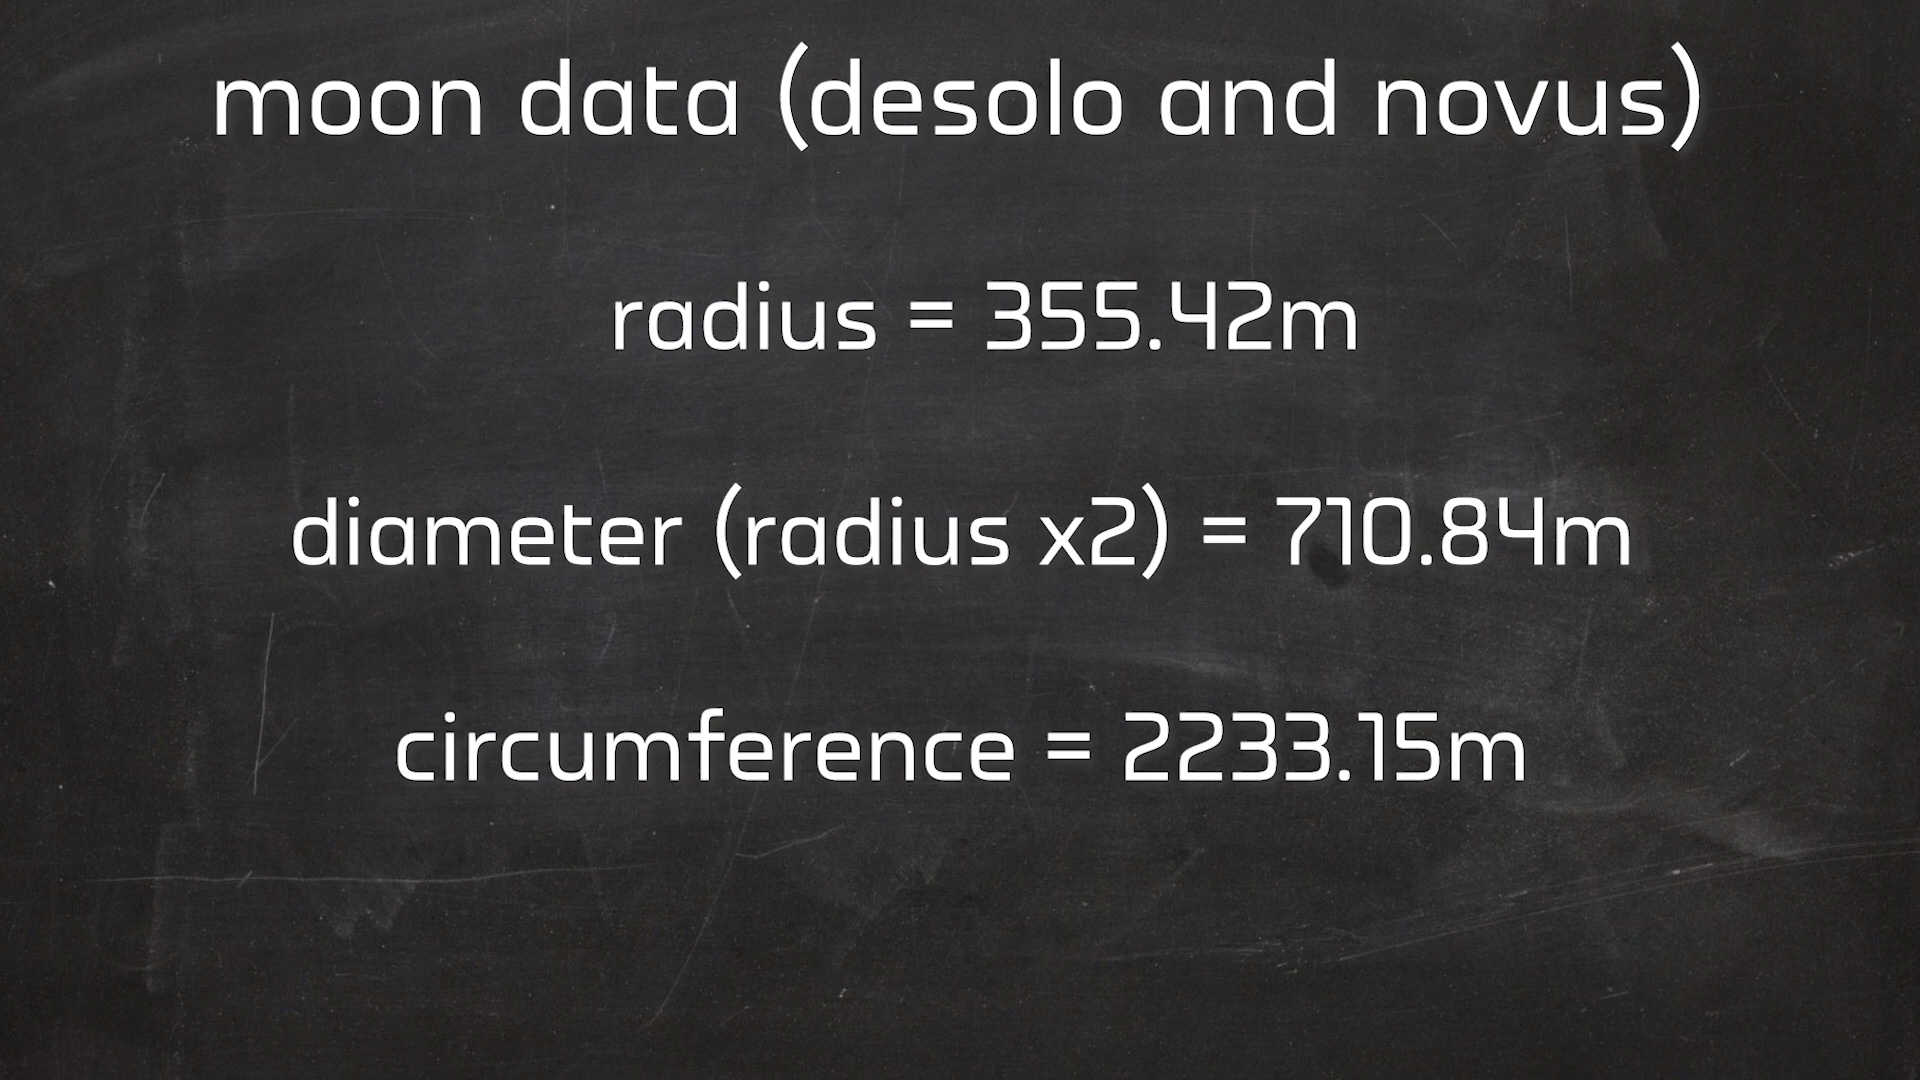 moon data (desolo and novus)
radius = 355.42m
diameter (radius x2) = 710.84m
circumference = 2233.15m